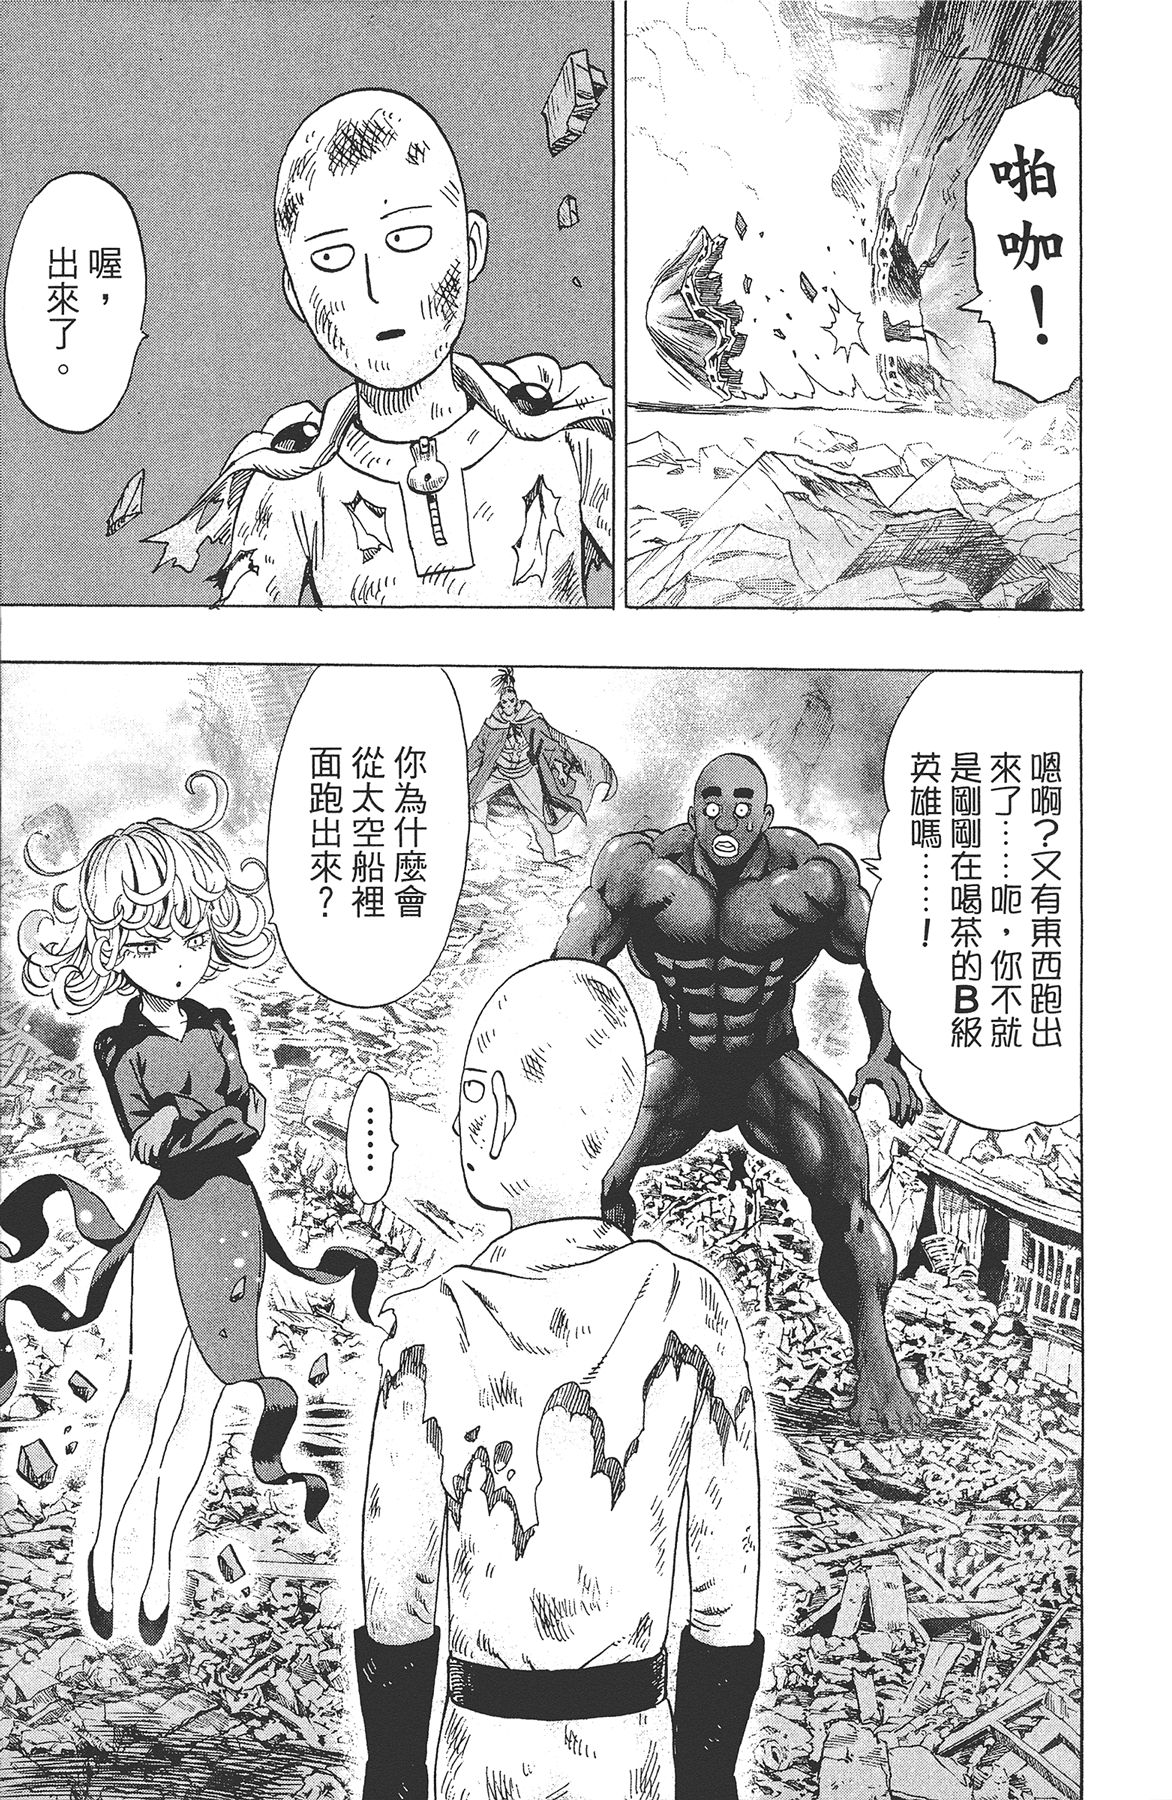 啪咖！
喔，
出來了。
嗯啊？又有東西跑出
來了……呃，你不就
是剛剛在喝茶的B級
英雄嗎……！
你為什麼會
從太空船裡
面跑出來？
……